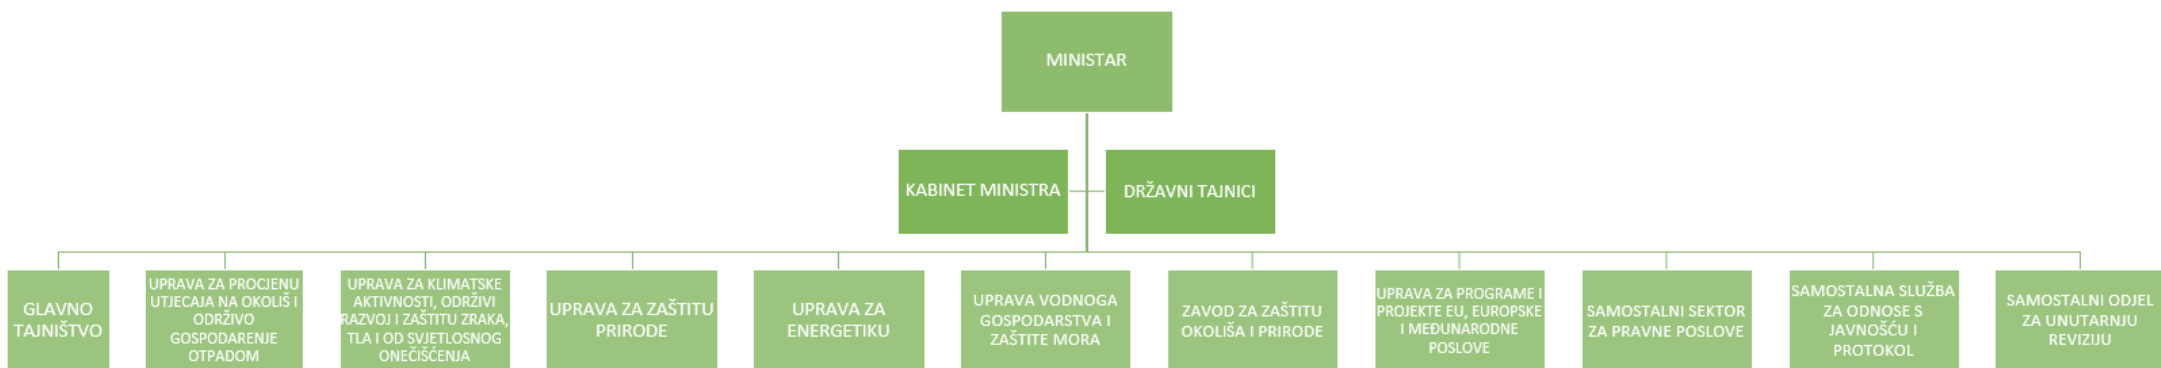 MINISTAR
KABINET MINISTRA
DRŽAVNI TAJNICI
GLAVNO
TAJNIŠTVO
UPRAVA ZA PROCJENU
UTJECAJA NA OKOLIŠ I
ODRŽIVO
GOSPODARENJE
OTPADOM
UPRAVA ZA KLIMATSKE
AKTIVNOSTI, ODRŽIVI
RAZVOJ I ZAŠTITU ZRAKA,
TLA I OD SVJETLOSNOG
ONEČIŠĆENJA
UPRAVA ZA ZAŠTITU
PRIRODE
UPRAVA ZA
ENERGETIKU
UPRAVA VODNOGA
GOSPODARSTVA I
ZAŠTITE MORA
ZAVOD ZA ZAŠTITU
OKOLIŠA I PRIRODE
UPRAVA ZA PROGRAME I
PROJEKTE EU, EUROPSKE
I MEĐUNARODNE
POSLOVE
SAMOSTALNI SEKTOR
ZA PRAVNE POSLOVE
SAMOSTALNA SLUŽBA
ZA ODNOSE S
JAVNOŠĆU I
PROTOKOL
SAMOSTALNI ODJEL
ZA UNUTARNJU
REVIZIJU